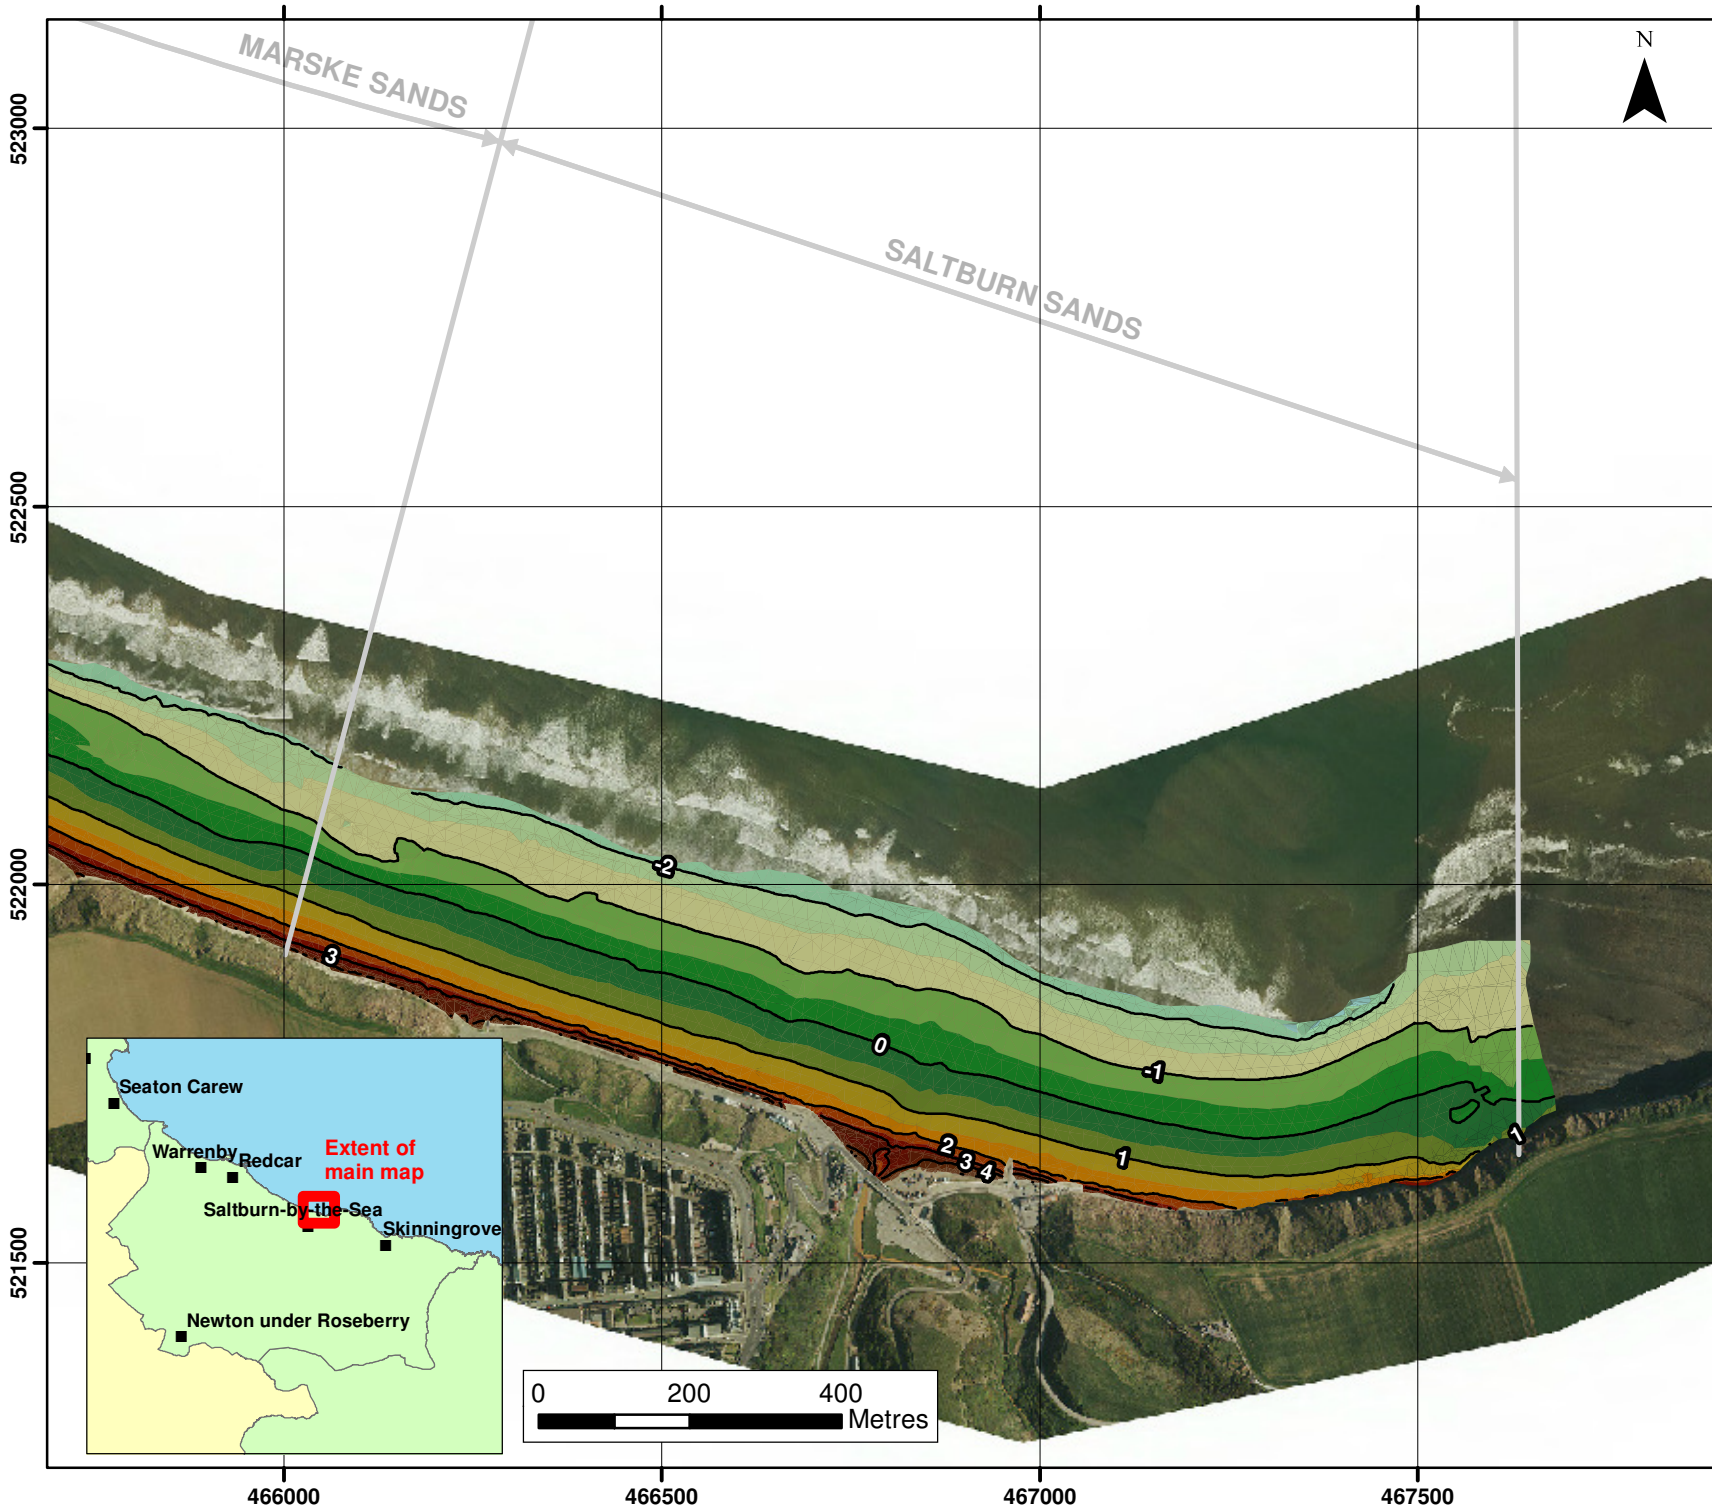 N
MARSKE SANDS
SALTBURN SANDS
523000
522500
522000
521500
-2
3
0
-1
2
3
4
1
1
Seaton Carew
Warrenby
Redcar
Extent of
main map
Saltburn-by-the-Sea
Skinningrove
Newton under Roseberry
0 200 400
Metres
466000 466500 467000 467500